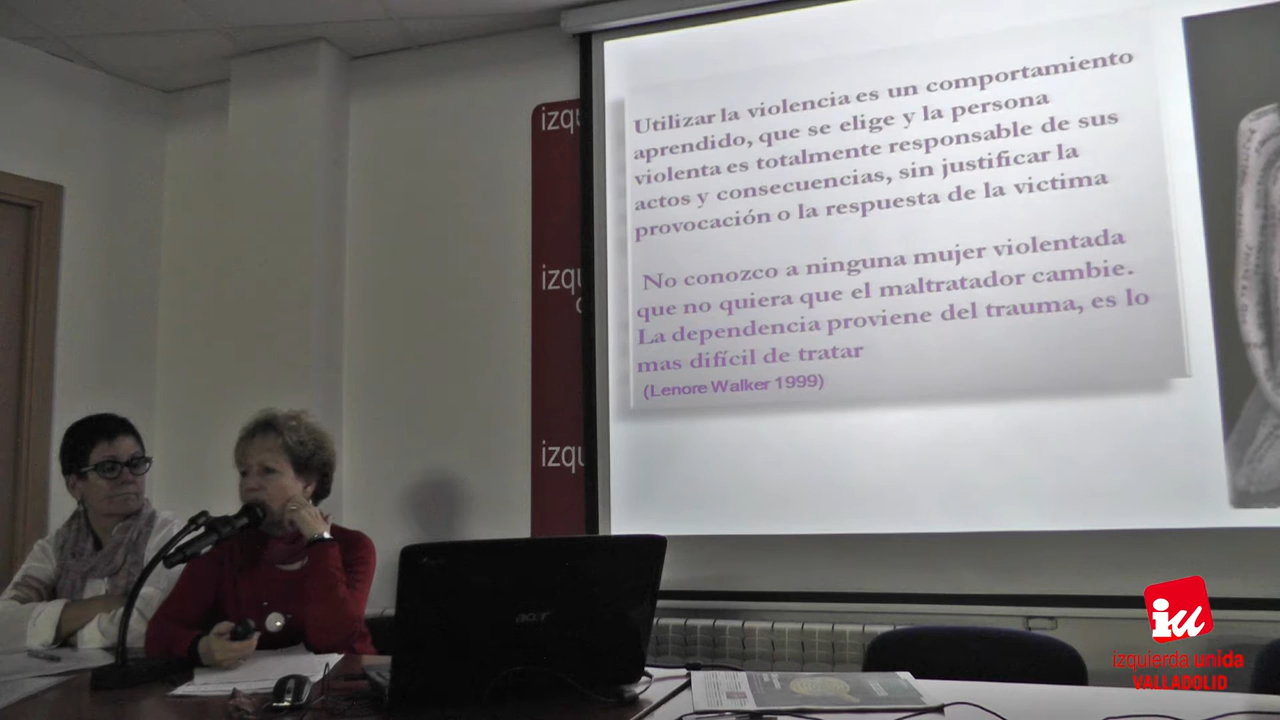 Utilizar la violencia es un comportamiento
aprendido, que se elige y la persona
violenta es totalmente responsable de sus
actos y consecuencias, sin justificar la
provocación o la respuesta de la victima
No conozco a ninguna mujer violentada
que no quiera que el maltratador cambie.
La dependencia proviene del trauma, es lo
mas difícil de tratar
(Lenore Walker 1999)
izqu
izqu
izqu
acer
iu
izquierda unida
VALLADOLID